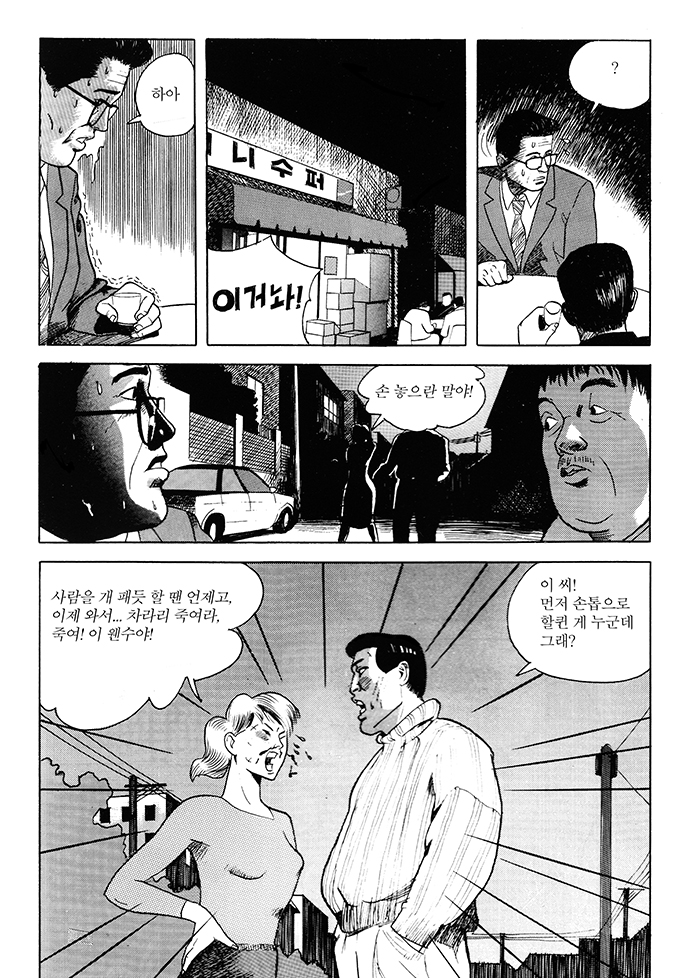 하아
니수퍼
이거놔!
?
손 놓으란 말야!
사람을 개 패듯 할 땐 언제고,
이제 와서... 차라리 죽여라,
죽여! 이 웬수야!
이 씨!
먼저 손톱으로
할퀸 게 누군데
그래?